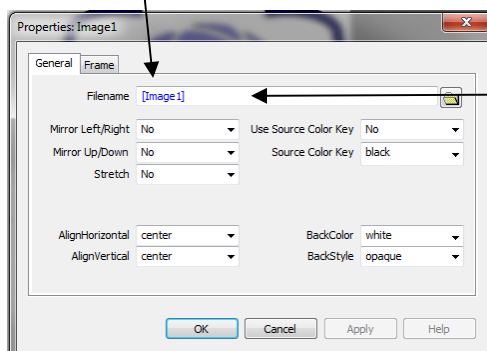 Properties: Image1
General Frame
Filename [Image1]
Mirror Left/Right No Use Source Color Key No
Mirror Up/Down No Source Color Key black
Stretch No
AlignHorizontal center BackColor white
AlignVertical center BackStyle opaque
OK Cancel Apply Help